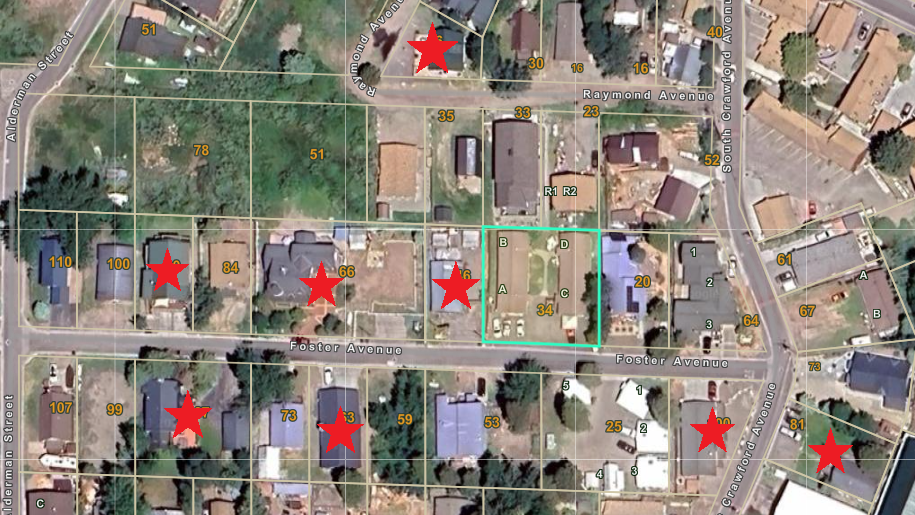 51
40
30
16
16
Raymond Avenue
Alderman Street
Raymond Avenue
South Crawford Avenue
35
33
23
78
51
52
R1 R2
B
D
110
100
84
66
6
A
C
34
20
1
2
3
64
61
A
67
B
Foster Avenue
Foster Avenue
73
107
99
73
3
59
53
5
1
25
2
4
3
81
Alderman Street
Crawford Avenue
C